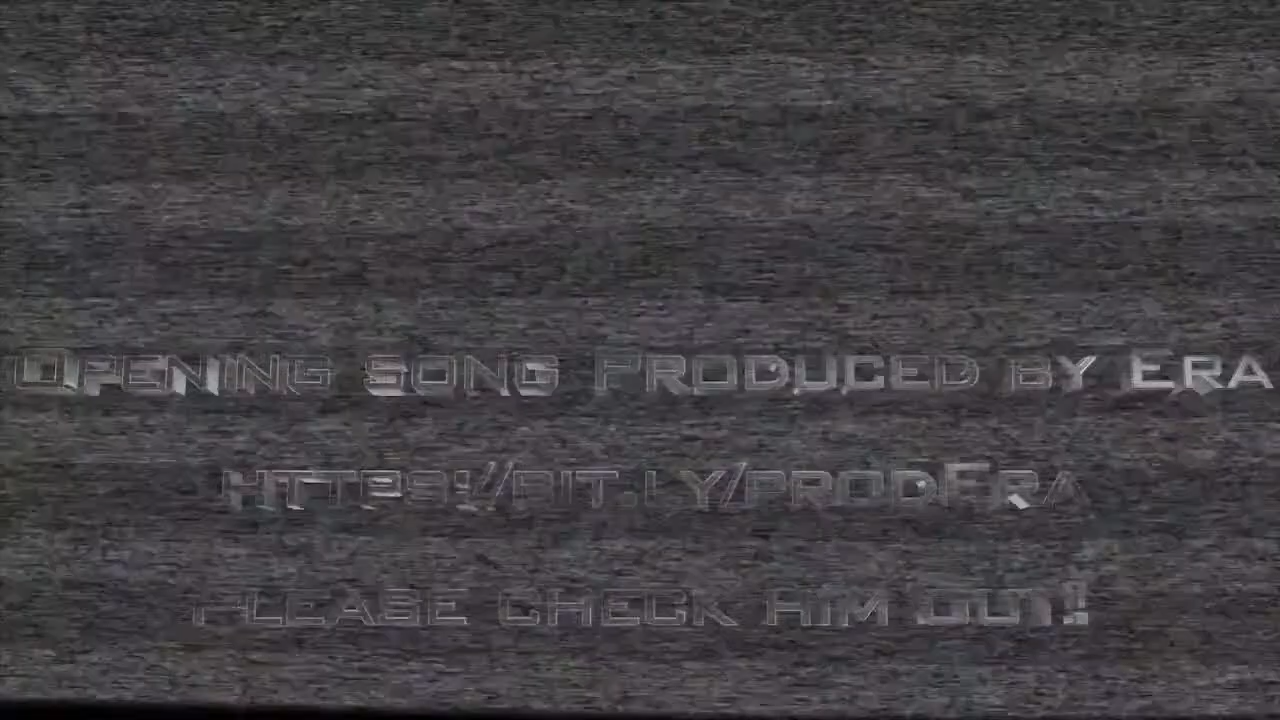 Opening song produced by Era
https://bit.ly/prodEra
Please check him out!